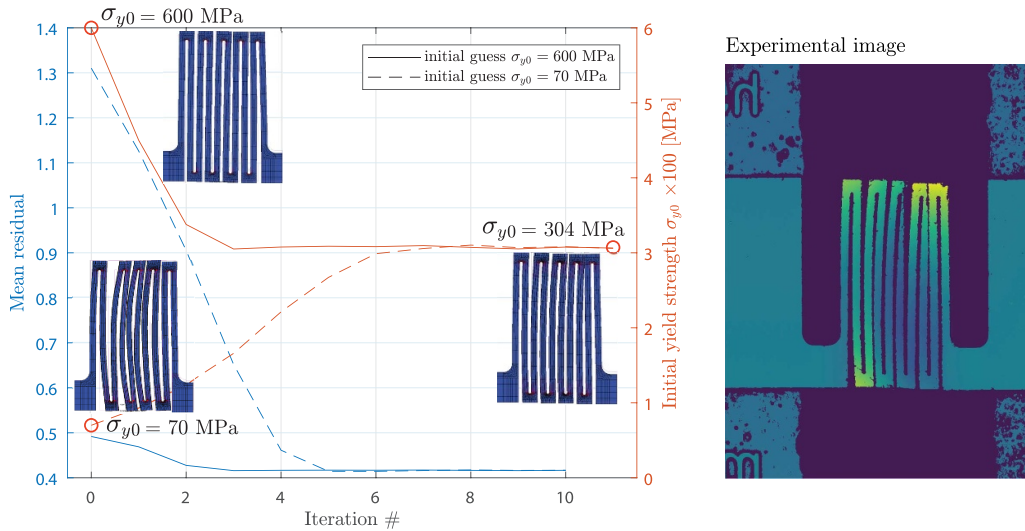 σy0 = 600 MPa
initial guess σy0 = 600 MPa
initial guess σy0 = 70 MPa
Experimental image
1.4
1.3
1.2
1.1
1
0.9
0.8
0.7
0.6
0.5
0.4
Mean residual
6
5
4
3
2
1
0
Initial yield strength σy0 ×100 [MPa]
σy0 = 304 MPa
σy0 = 70 MPa
0
2
4
6
8
10
Iteration #